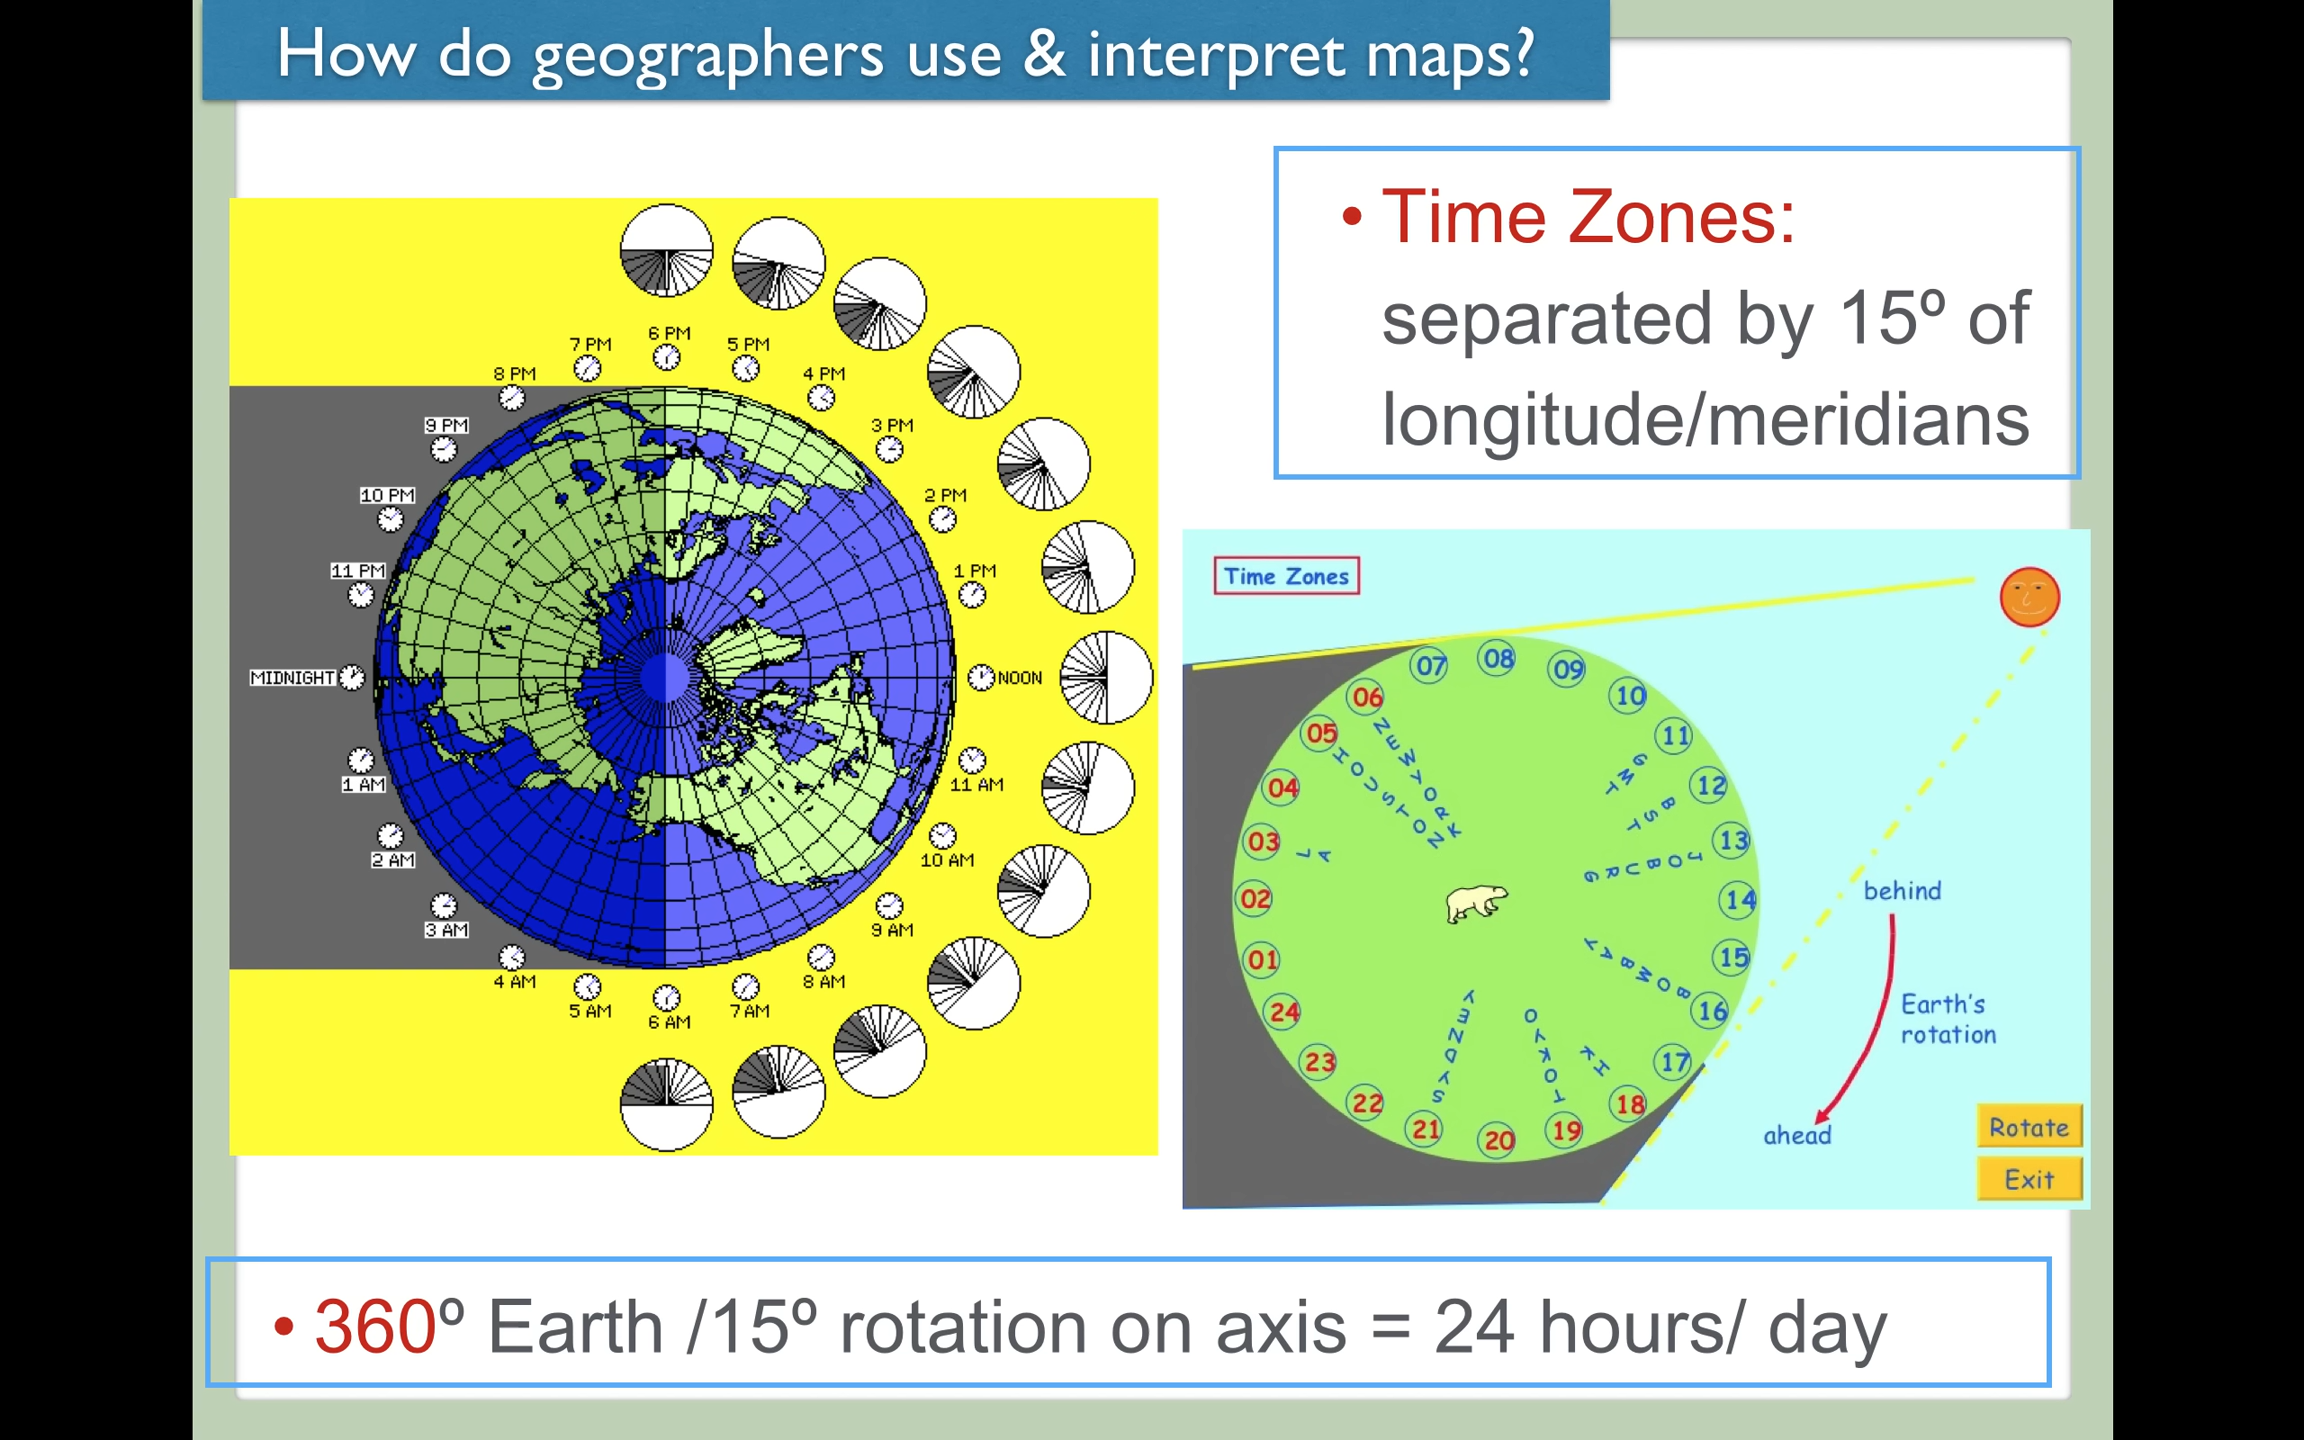 How do geographers use & interpret maps?
• Time Zones:
separated by 15º of
longitude/meridians
6 PM
7 PM
5 PM
8 PM
4 PM
9 PM
3 PM
10 PM
2 PM
11 PM
1 PM
MIDNIGHT
NOON
1 AM
11 AM
2 AM
10 AM
3 AM
9 AM
4 AM
8 AM
5 AM
7 AM
6 AM
Time Zones
07
08
09
06
10
05
11
04
12
03
13
02
14
01
15
24
16
23
17
22
18
21
20
19
NEWYORK
HOUSTON
LA
GMT
BST
JOBURG
BOMBAY
HK
TOKYO
SYDNEY
behind
Earth's
rotation
ahead
Rotate
Exit
• 360º Earth /15º rotation on axis = 24 hours/ day